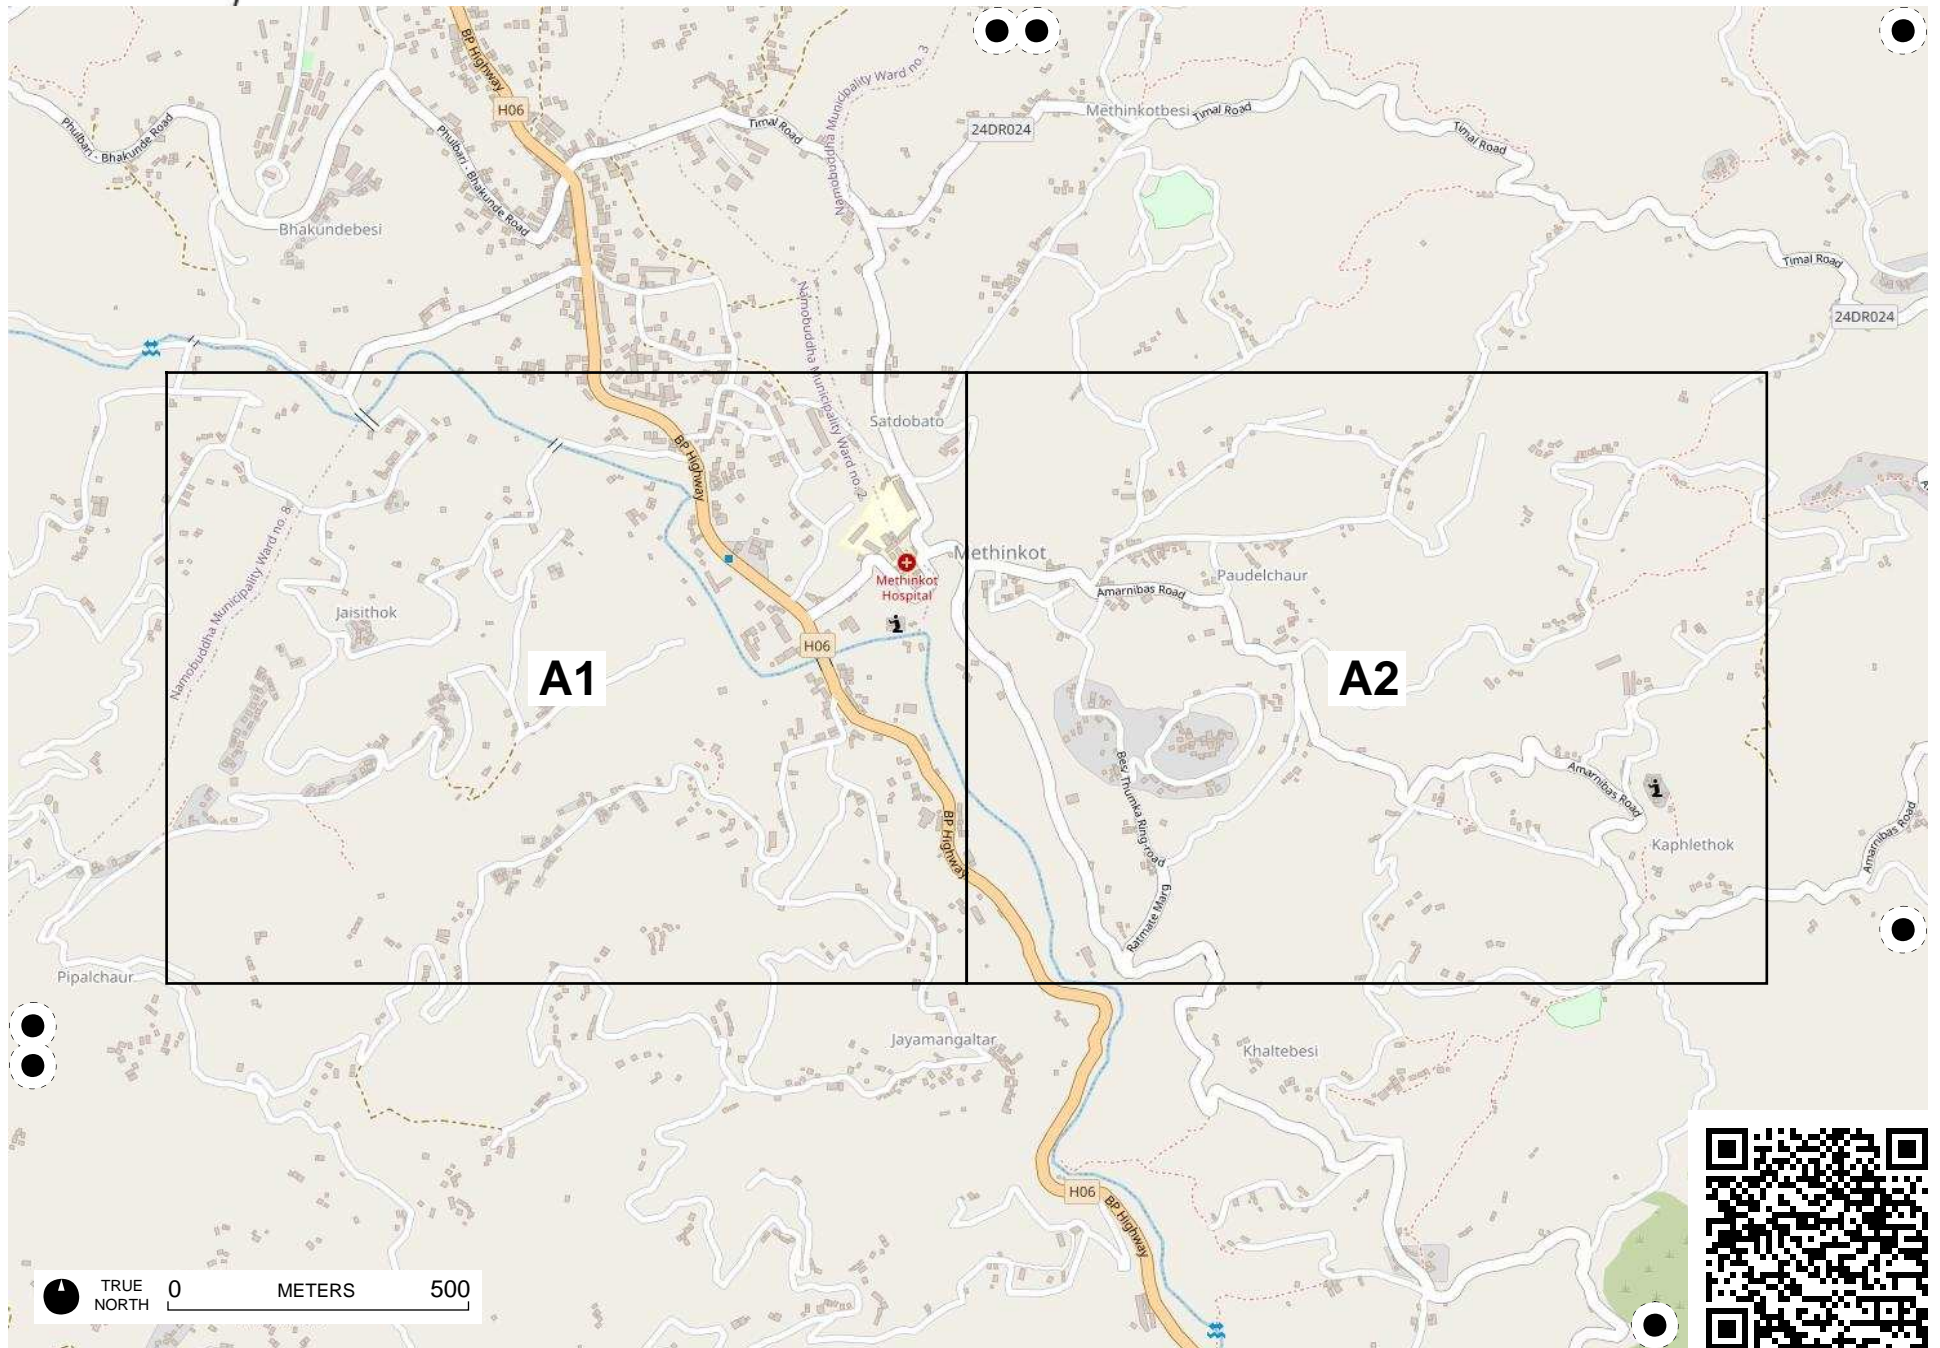 BP Highway
H06
Phulbari - Bhakunde Road
Phulbari - Bhakunde Road
Bhakundebesi
Timal Road
Namobuddha Municipality Ward no. 3
24DR024
Methinkotbesi
Timal Road
Timal Road
Timal Road
24DR024
Namobuddha Municipality Ward no. 2
Satdobato
BP Highway
Namobuddha Municipality Ward no. 8
Jaisithok
Methinkot
Hospital
Methinkot
Paudelchaur
Amarnibas Road
H06
A1
A2
Besi Thumka Ring-road
Amarnibas Road
BP Highway
Kaphlethok
Amarnibas Road
Ratmate Marg
Pipalchaur
Jayamangaltar
Khaltebesi
H06
BP Highway
TRUE
NORTH
0 METERS 500